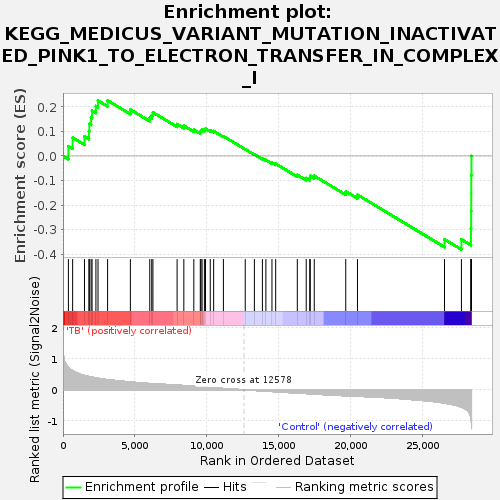 Enrichment plot:
KEGG_MEDICUS_VARIANT_MUTATION_INACTIVAT
ED_PINK1_TO_ELECTRON_TRANSFER_IN_COMPLEX
_I
Enrichment score (ES)
0.2
0.1
0.0
-0.1
-0.2
-0.3
-0.4
Ranked list metric (Signal2Noise)
'TB' (positively correlated)
2
1
0
-1
Zero cross at 12578
'Control' (negatively correlated)
0 5,000 10,000 15,000 20,000 25,000
Rank in Ordered Dataset
Enrichment profile Hits Ranking metric scores